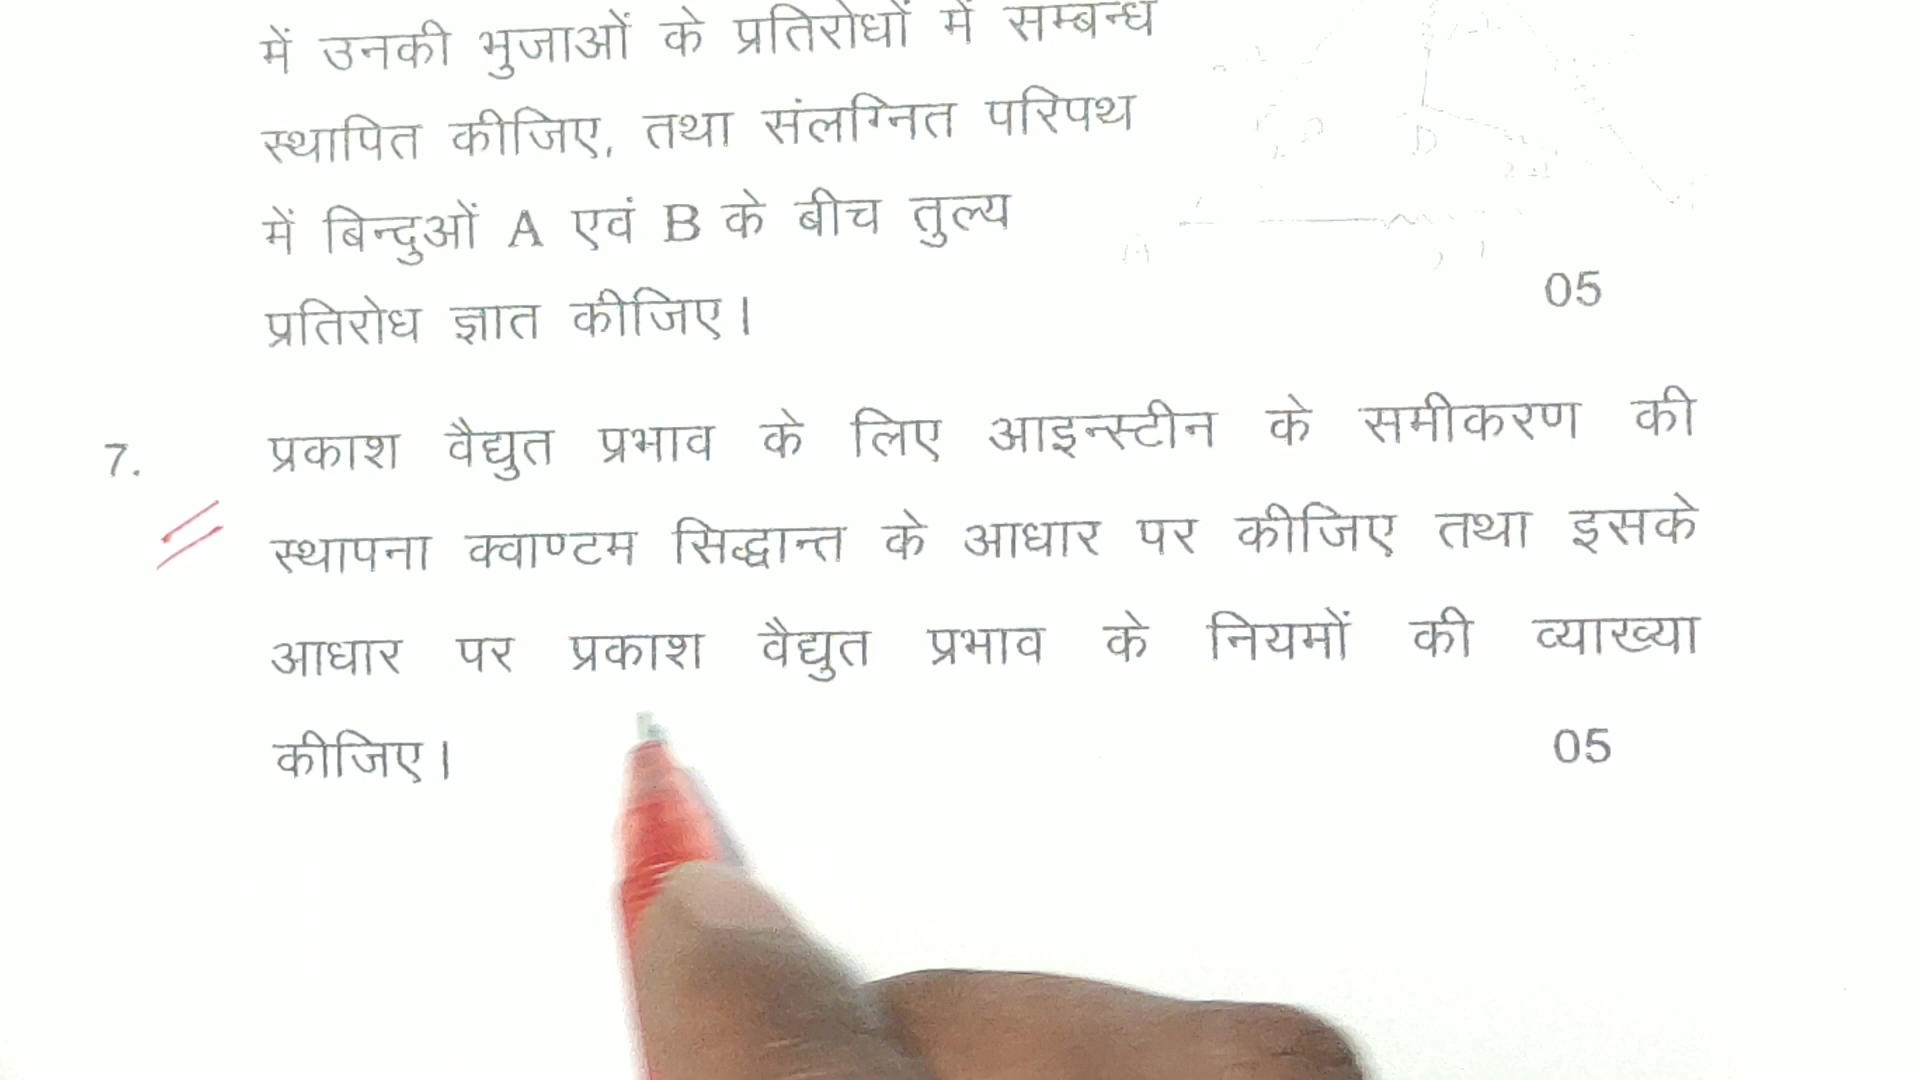 में उनकी भुजाओं के प्रतिरोधों में सम्बन्ध
स्थापित कीजिए, तथा संलग्नित परिपथ
में बिन्दुओं A एवं B के बीच तुल्य
प्रतिरोध ज्ञात कीजिए।
05
7. प्रकाश वैद्युत प्रभाव के लिए आइन्स्टीन के समीकरण की
स्थापना क्वाण्टम सिद्धान्त के आधार पर कीजिए तथा इसके
आधार पर प्रकाश वैद्युत प्रभाव के नियमों की व्याख्या
कीजिए।
05
D